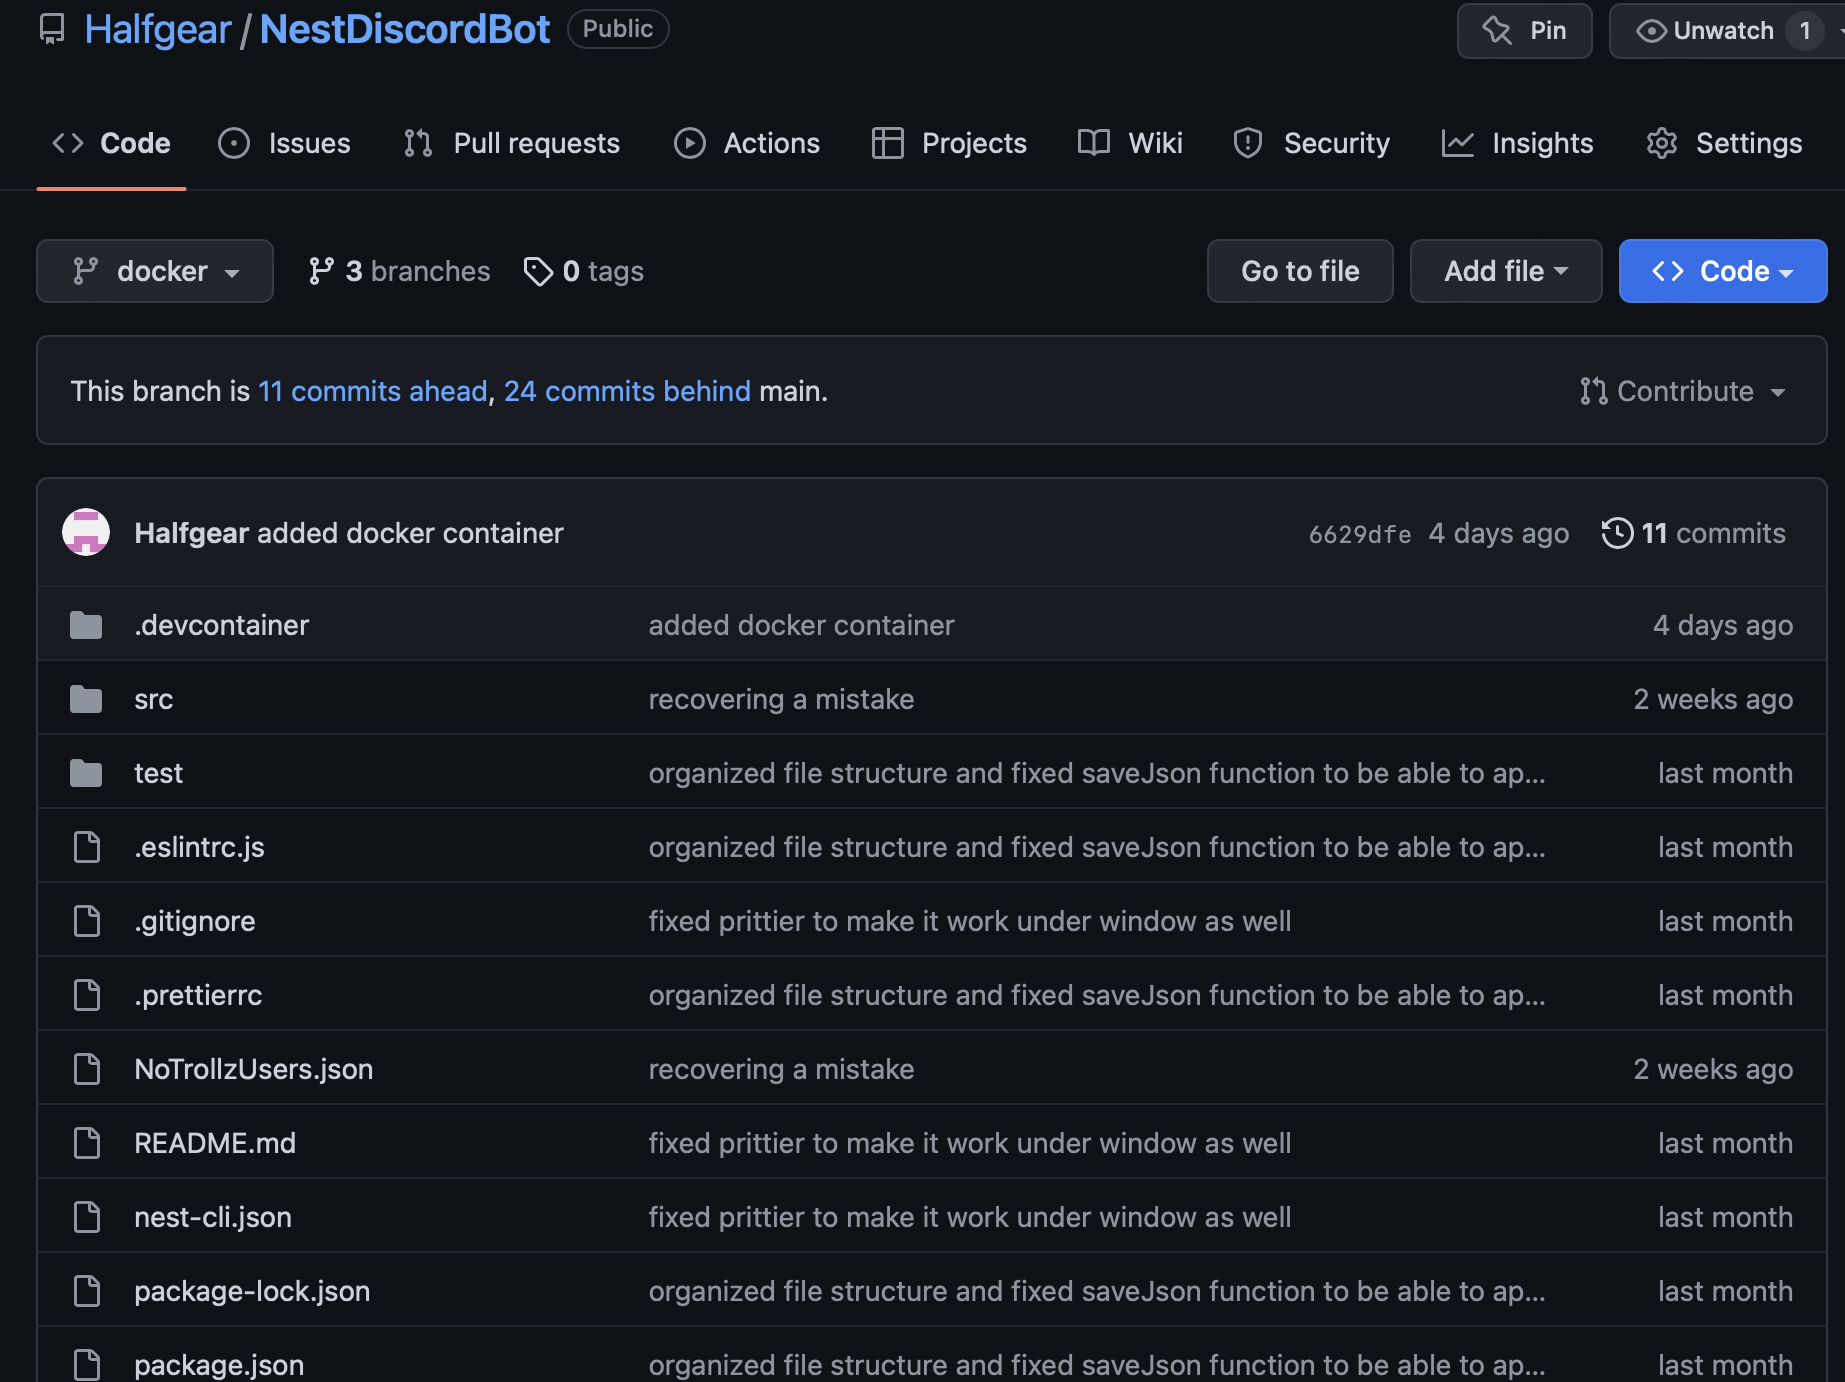 Halfgear / NestDiscordBot Public Pin Unwatch 1
Code Issues Pull requests Actions Projects Wiki Security Insights Settings
docker 3 branches 0 tags Go to file Add file Code
This branch is 11 commits ahead, 24 commits behind main. Contribute
Halfgear added docker container 6629dfe 4 days ago 11 commits
.devcontainer added docker container 4 days ago
src recovering a mistake 2 weeks ago
test organized file structure and fixed saveJson function to be able to ap... last month
.eslintrc.js organized file structure and fixed saveJson function to be able to ap... last month
.gitignore fixed prittier to make it work under window as well last month
.prettierrc organized file structure and fixed saveJson function to be able to ap... last month
NoTrollzUsers.json recovering a mistake 2 weeks ago
README.md fixed prittier to make it work under window as well last month
nest-cli.json fixed prittier to make it work under window as well last month
package-lock.json organized file structure and fixed saveJson function to be able to ap... last month
package.json organized file structure and fixed saveJson function to be able to ap... last month